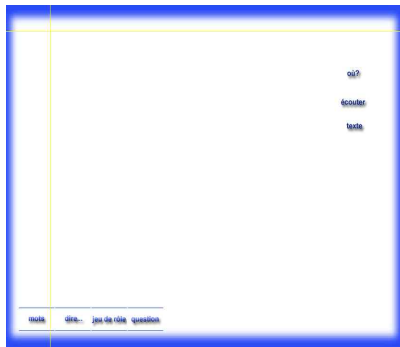 où?
écouter
texte
mots dire... jeu de rôle question